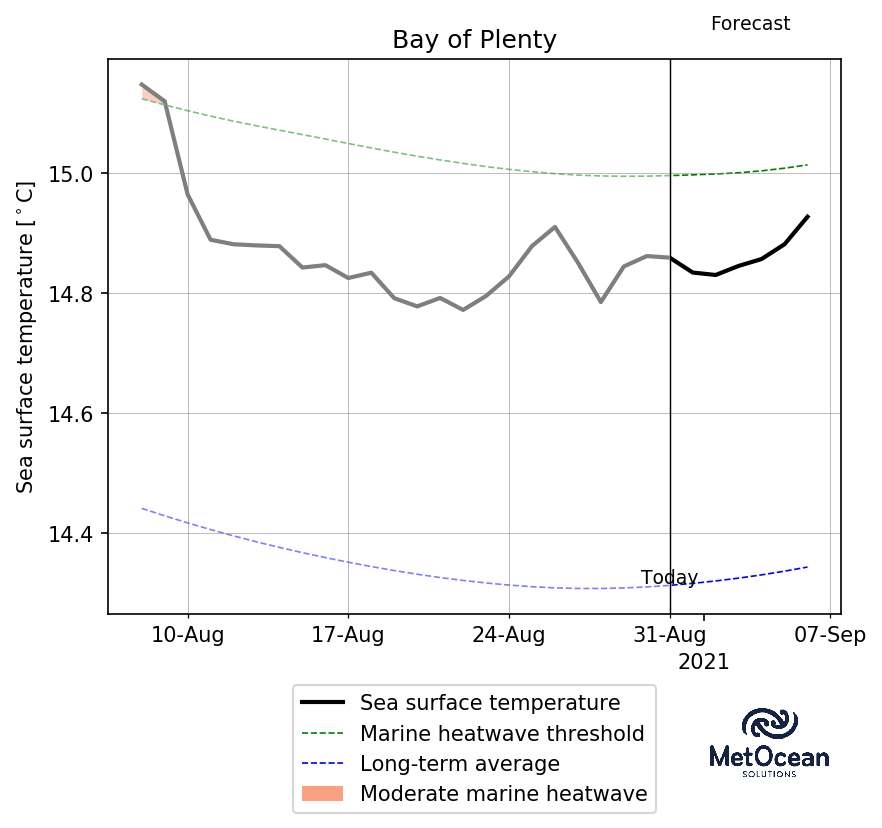 Forecast
Bay of Plenty
Sea surface temperature [°C]
15.0
14.8
14.6
14.4
Today
10-Aug 17-Aug 24-Aug 31-Aug 07-Sep
2021
Sea surface temperature
Marine heatwave threshold
Long-term average
Moderate marine heatwave
MetOcean
SOLUTIONS